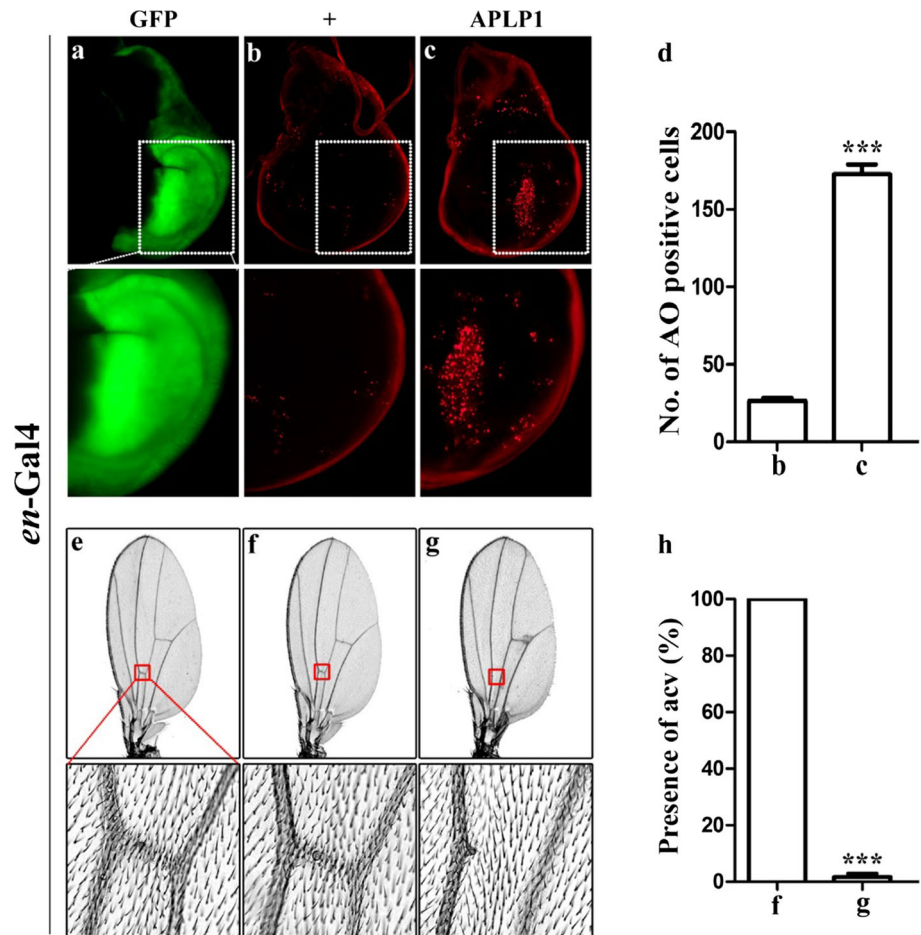 GFP + APLP1
en-Gal4
a b c
d
No. of AO positive cells
200
150
100
50
0
***
b c
e f g
h
Presence of acv (%)
100
80
60
40
20
0
***
f g